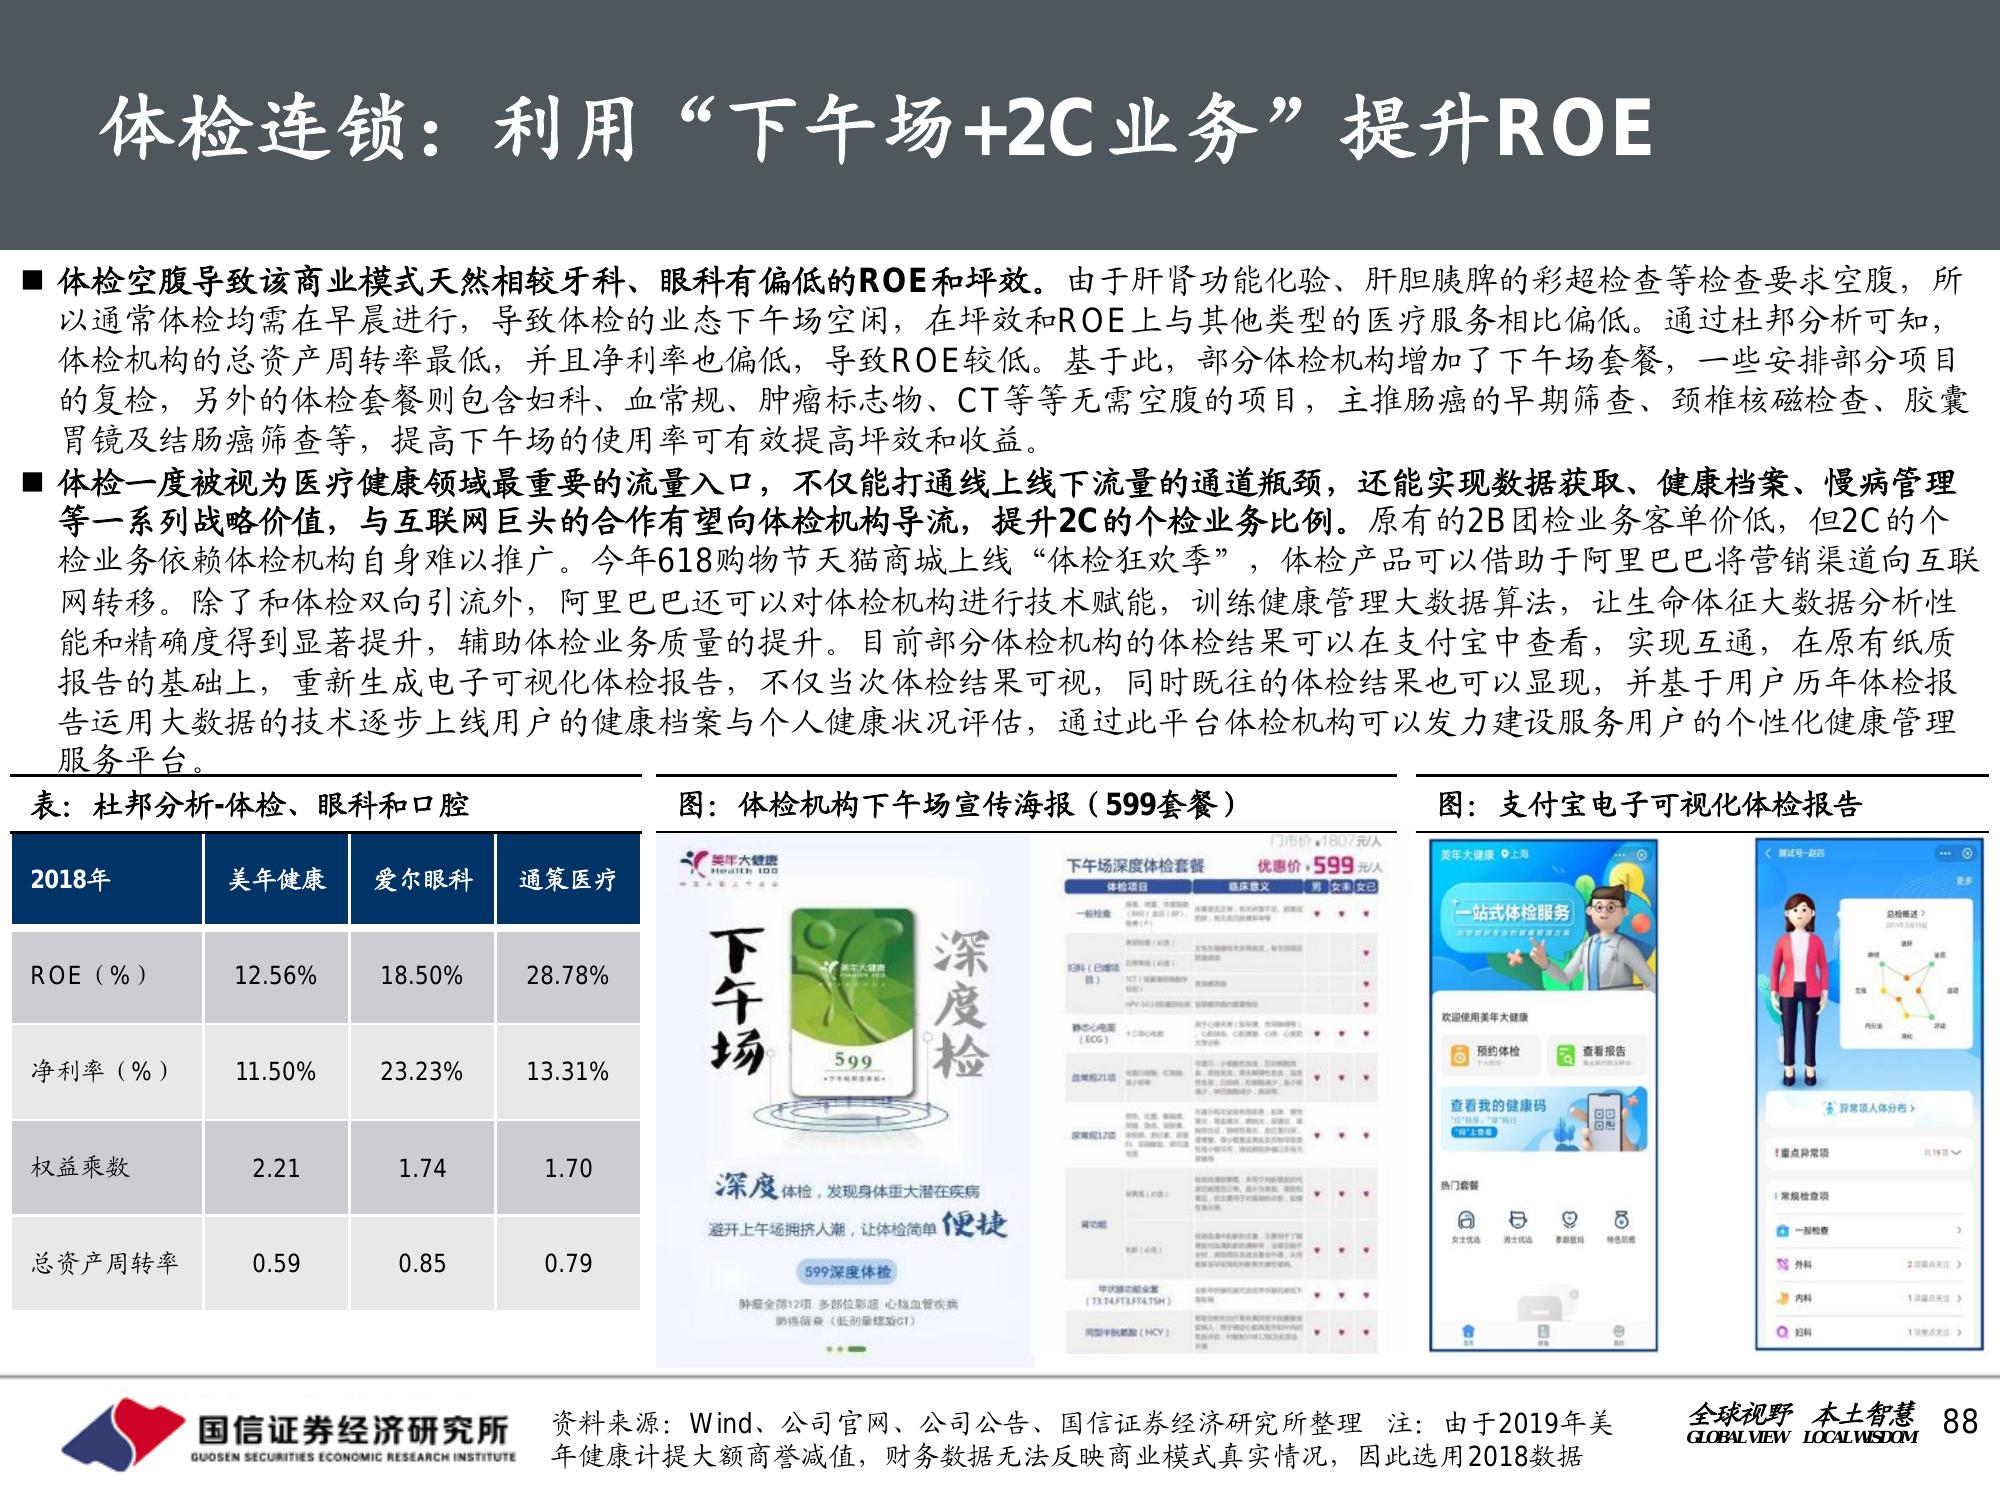 体检连锁：利用“下午场+2C业务”提升ROE
■ 体检空腹导致该商业模式天然相较牙科、眼科有偏低的ROE和坪效。由于肝肾功能化验、肝胆胰脾的彩超检查等检查要求空腹，所
以通常体检均需在早晨进行，导致体检的业态下午场空闲，在坪效和ROE上与其他类型的医疗服务相比偏低。通过杜邦分析可知，
体检机构的总资产周转率最低，并且净利率也偏低，导致ROE较低。基于此，部分体检机构增加了下午场套餐，一些安排部分项目
的复检，另外的体检套餐则包含妇科、血常规、肿瘤标志物、CT等等无需空腹的项目，主推肠癌的早期筛查、颈椎核磁检查、胶囊
胃镜及结肠癌筛查等，提高下午场的使用率可有效提高坪效和收益。
■ 体检一度被视为医疗健康领域最重要的流量入口，不仅能打通线上线下流量的通道瓶颈，还能实现数据获取、健康档案、慢病管理
等一系列战略价值，与互联网巨头的合作有望向体检机构导流，提升2C的个检业务比例。原有的2B团检业务客单价低，但2C的个
检业务依赖体检机构自身难以推广。今年618购物节天猫商城上线“体检狂欢季”，体检产品可以借助于阿里巴巴将营销渠道向互联
网转移。除了和体检双向引流外，阿里巴巴还可以对体检机构进行技术赋能，训练健康管理大数据算法，让生命体征大数据分析性
能和精确度得到显著提升，辅助体检业务质量的提升。目前部分体检机构的体检结果可以在支付宝中查看，实现互通，在原有纸质
报告的基础上，重新生成电子可视化体检报告，不仅当次体检结果可视，同时既往的体检结果也可以显现，并基于用户历年体检报
告运用大数据的技术逐步上线用户的健康档案与个人健康状况评估，通过此平台体检机构可以发力建设服务用户的个性化健康管理
服务平台。
表：杜邦分析-体检、眼科和口腔
2018年 美年健康 爱尔眼科 通策医疗
ROE（%） 12.56% 18.50% 28.78%
净利率（%） 11.50% 23.23% 13.31%
权益乘数 2.21 1.74 1.70
总资产周转率 0.59 0.85 0.79
图：体检机构下午场宣传海报（599套餐）
美年大健康
Health 100
下午场
深度检
美年大健康
599
深度体检，发现身体重大潜在疾病
避开上午场拥挤人潮，让体检简单便捷
599深度体检
肿瘤全筛12项 多部位彩超 心脑血管疾病
肺癌筛查（低剂量螺旋CT）
门市价 ¥1807元/人
下午场深度体检套餐 优惠价 ¥599 元/人
体检项目 临床意义 男 女未 女已
一般检查
妇科（已婚项目）
静态心电图（ECG）
十二导心电图
血常规21项
尿常规12项
肾功能
甲状腺功能全套（T3.T4.FT3.FT4.TSH）
同型半胱氨酸（HCY）
图：支付宝电子可视化体检报告
美年大健康 上海
一站式体检服务
欢迎使用美年大健康
预约体检
查看报告
查看我的健康码
热门套餐
女士优选 男士优选 孝顺爸妈
测试号-赵四
更多
总检概述
异常项人体分布
重点异常项 共19项
常规检查项
一般检查
外科 2项重点关注
内科 1项重点关注
妇科 1项重点关注
国信证券经济研究所
GUOSEN SECURITIES ECONOMIC RESEARCH INSTITUTE
资料来源：Wind、公司官网、公司公告、国信证券经济研究所整理 注：由于2019年美
年健康计提大额商誉减值，财务数据无法反映商业模式真实情况，因此选用2018数据
全球视野 本土智慧
GLOBAL VIEW LOCAL WISDOM
88